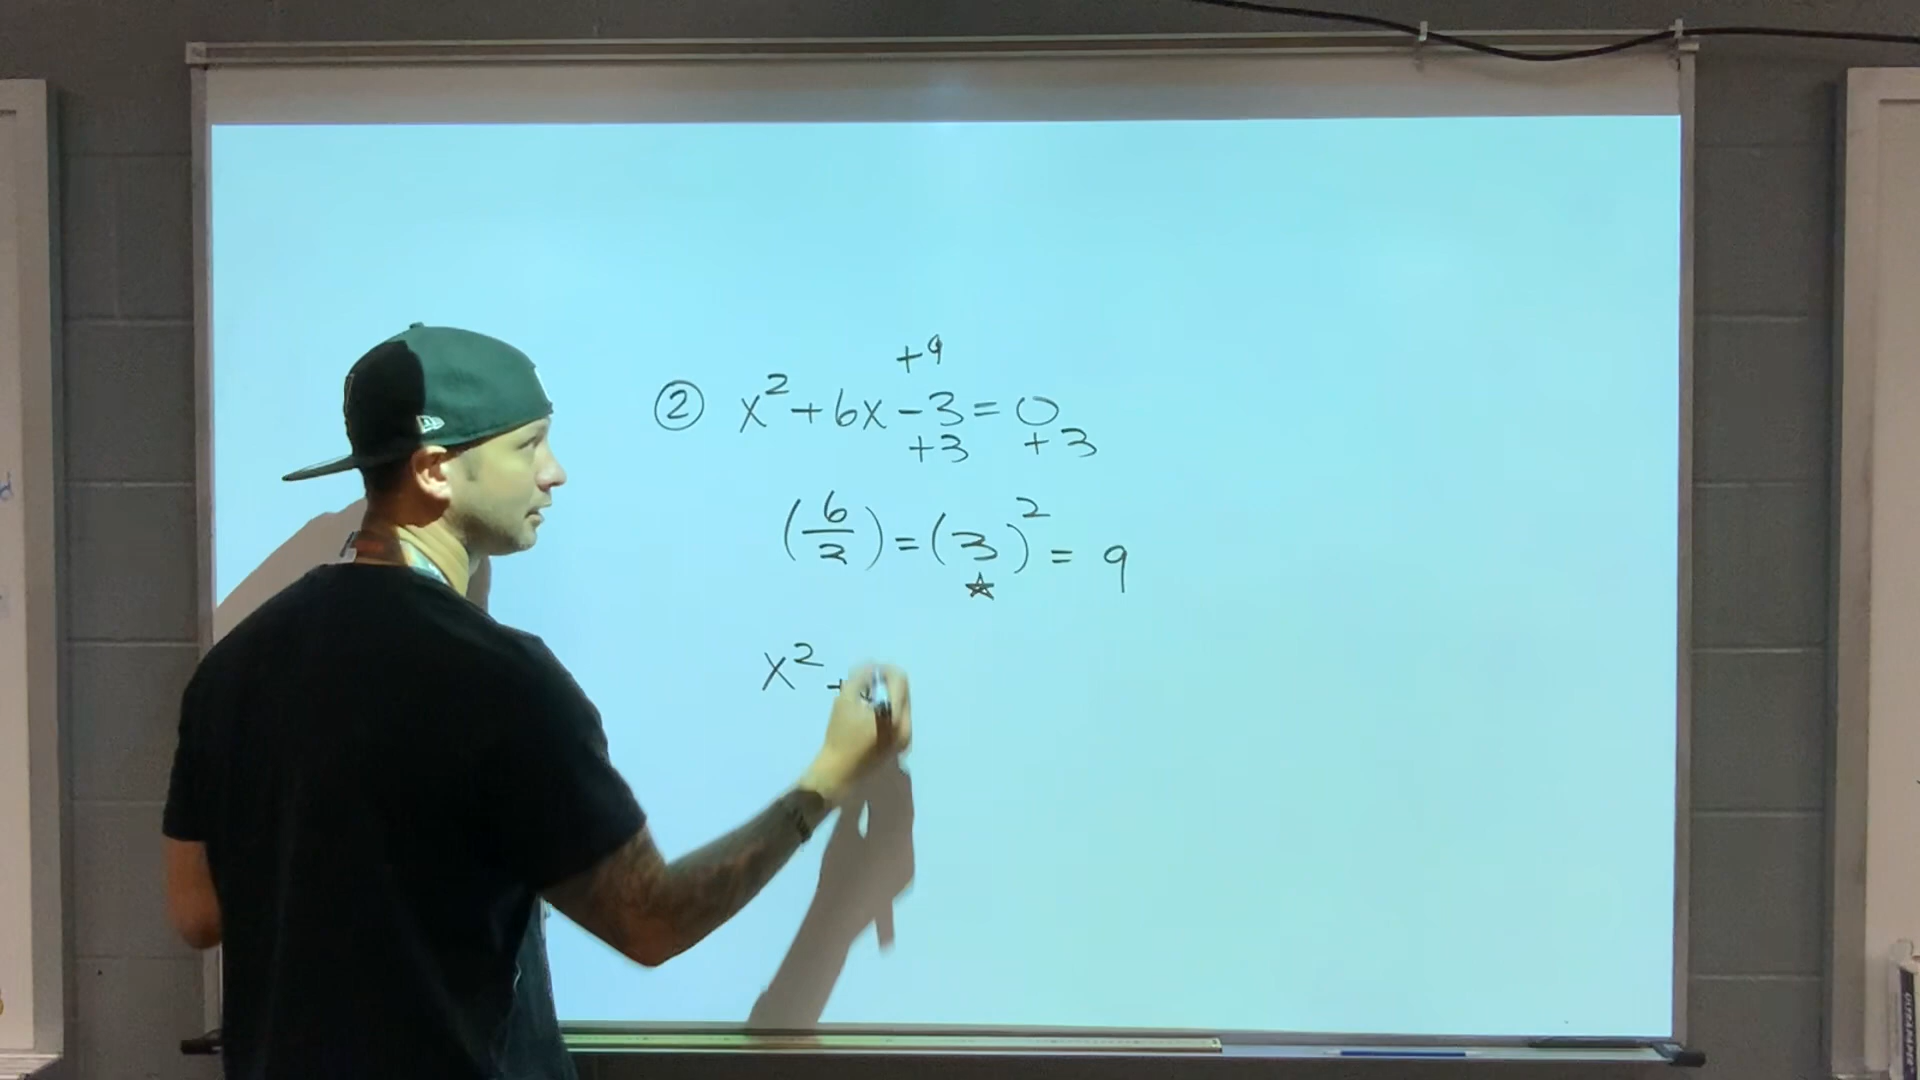 +9
② x² + 6x - 3 = 0
+3 +3
(6/2) = (3)² = 9
☆
x² +